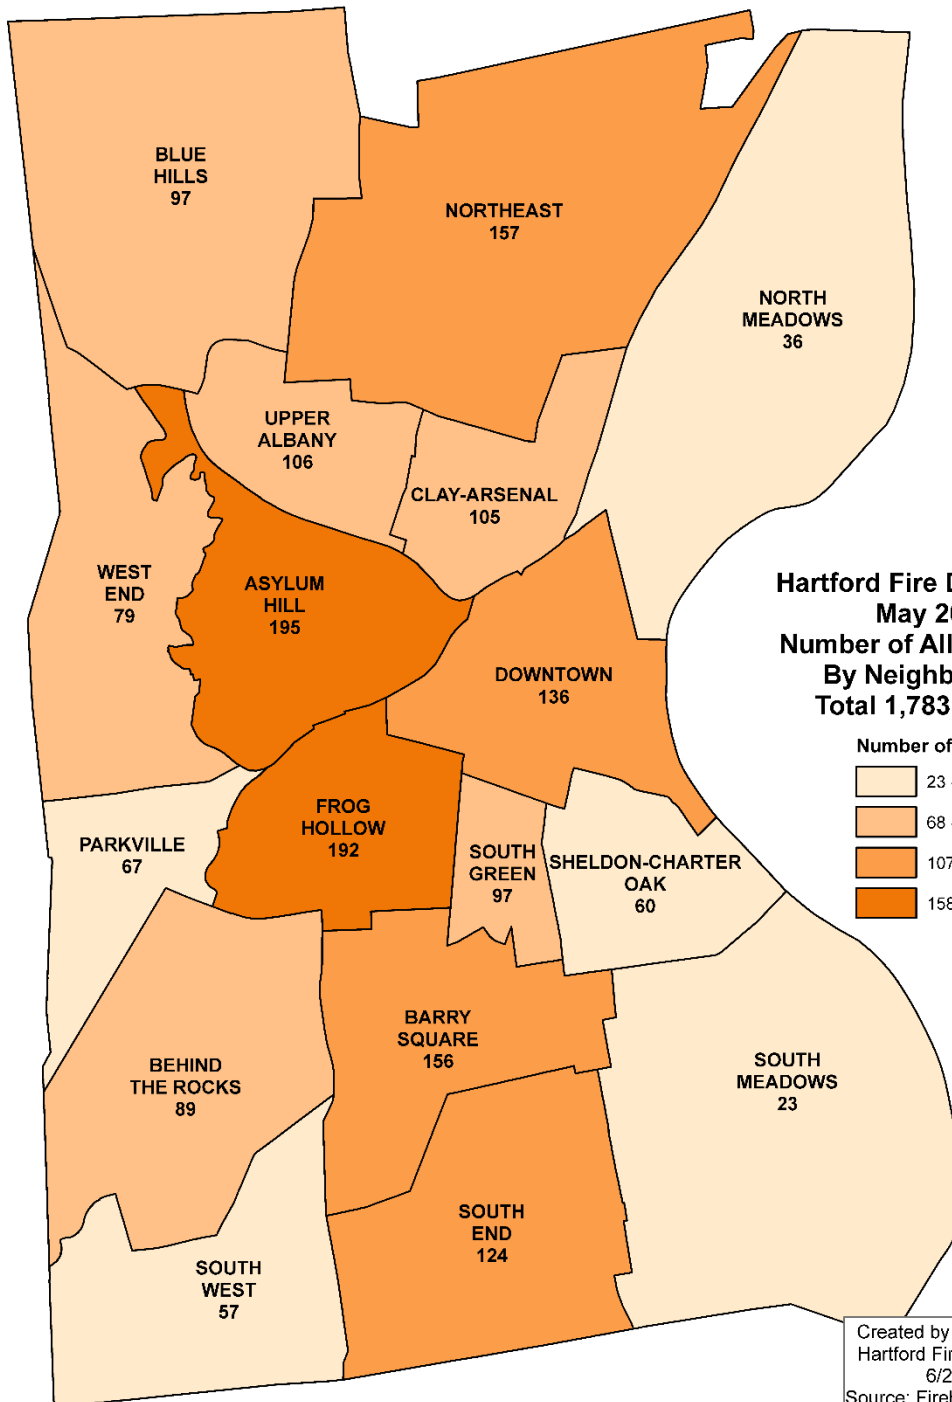 BLUE
HILLS
97
NORTHEAST
157
NORTH
MEADOWS
36
UPPER
ALBANY
106
CLAY-ARSENAL
105
WEST
END
79
ASYLUM
HILL
195
DOWNTOWN
136
Hartford Fire
May
Number of All
By
Total 1,783
Number of
23
68
107
158
PARKVILLE
67
FROG
HOLLOW
192
SOUTH
GREEN
97
SHELDON-CHARTER
OAK
60
BARRY
SQUARE
156
BEHIND
THE ROCKS
89
SOUTH
MEADOWS
23
SOUTH
END
124
SOUTH
WEST
57
Created by
Hartford
6/2
Source: